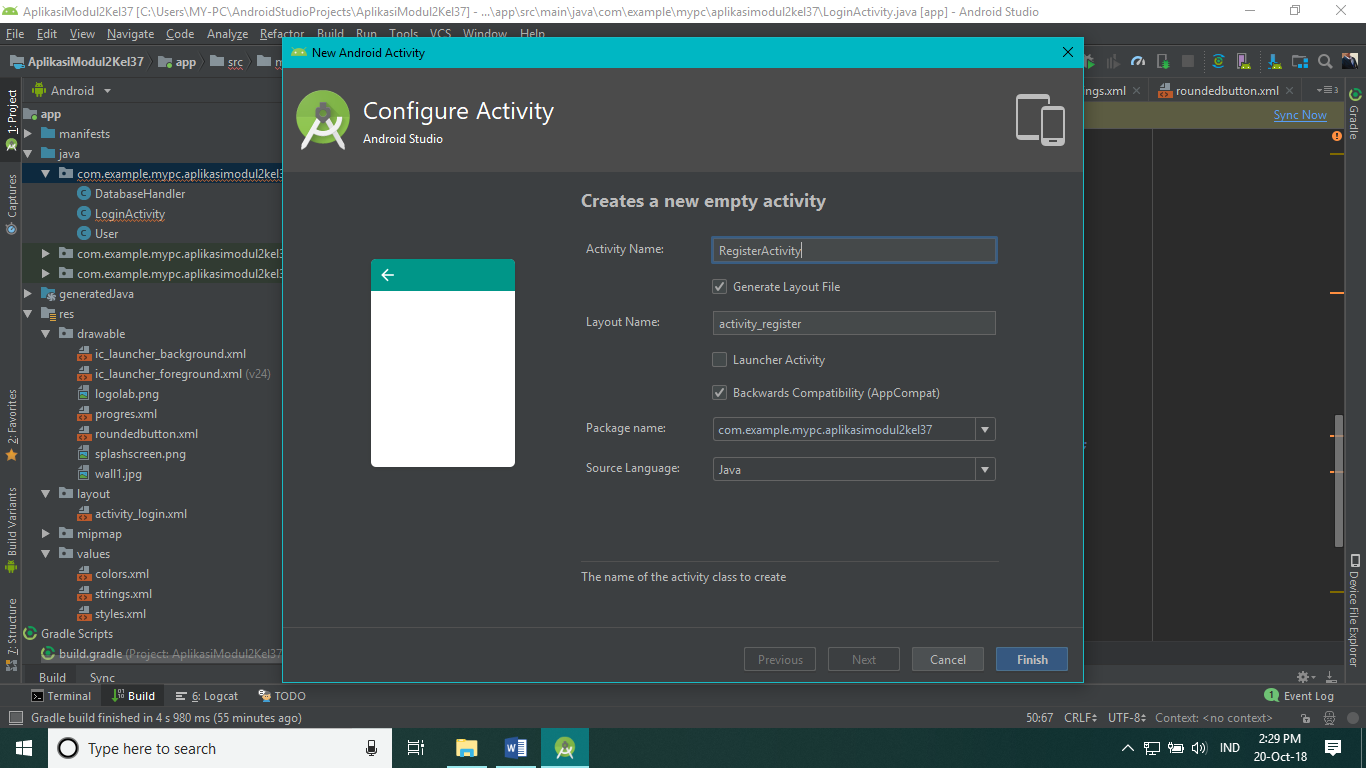 AplikasiModul2Kel37 [C:\Users\MY-PC\AndroidStudioProjects\AplikasiModul2Kel37] - ...\app\src\main\java\com\example\mypc\aplikasimodul2kel37\LoginActivity.java [app] - Android Studio
File Edit View Navigate Code Analyze Refactor Build Run Tools VCS Window Help
AplikasiModul2Kel37 app src
New Android Activity
Configure Activity
Android Studio
Android
ngs.xml roundedbutton.xml 3
Sync Now
1: Project
Captures
2: Favorites
Build Variants
7: Structure
Gradle
Device File Explorer
app
manifests
java
com.example.mypc.aplikasimodul2kel3
DatabaseHandler
LoginActivity
User
com.example.mypc.aplikasimodul2kel3
com.example.mypc.aplikasimodul2kel3
generatedJava
res
drawable
ic_launcher_background.xml
ic_launcher_foreground.xml (v24)
logolab.png
progres.xml
roundedbutton.xml
splashscreen.png
wall1.jpg
layout
activity_login.xml
mipmap
values
colors.xml
strings.xml
styles.xml
Gradle Scripts
build.gradle (Project: AplikasiModul2Kel37
Creates a new empty activity
Activity Name: RegisterActivity
Generate Layout File
Layout Name: activity_register
Launcher Activity
Backwards Compatibility (AppCompat)
Package name: com.example.mypc.aplikasimodul2kel37
Source Language: Java
The name of the activity class to create
Previous Next Cancel Finish
Build Sync
Terminal Build 6: Logcat TODO 1 Event Log
Gradle build finished in 4 s 980 ms (55 minutes ago) 50:67 CRLF UTF-8 Context: <no context>
Type here to search IND 2:29 PM
20-Oct-18